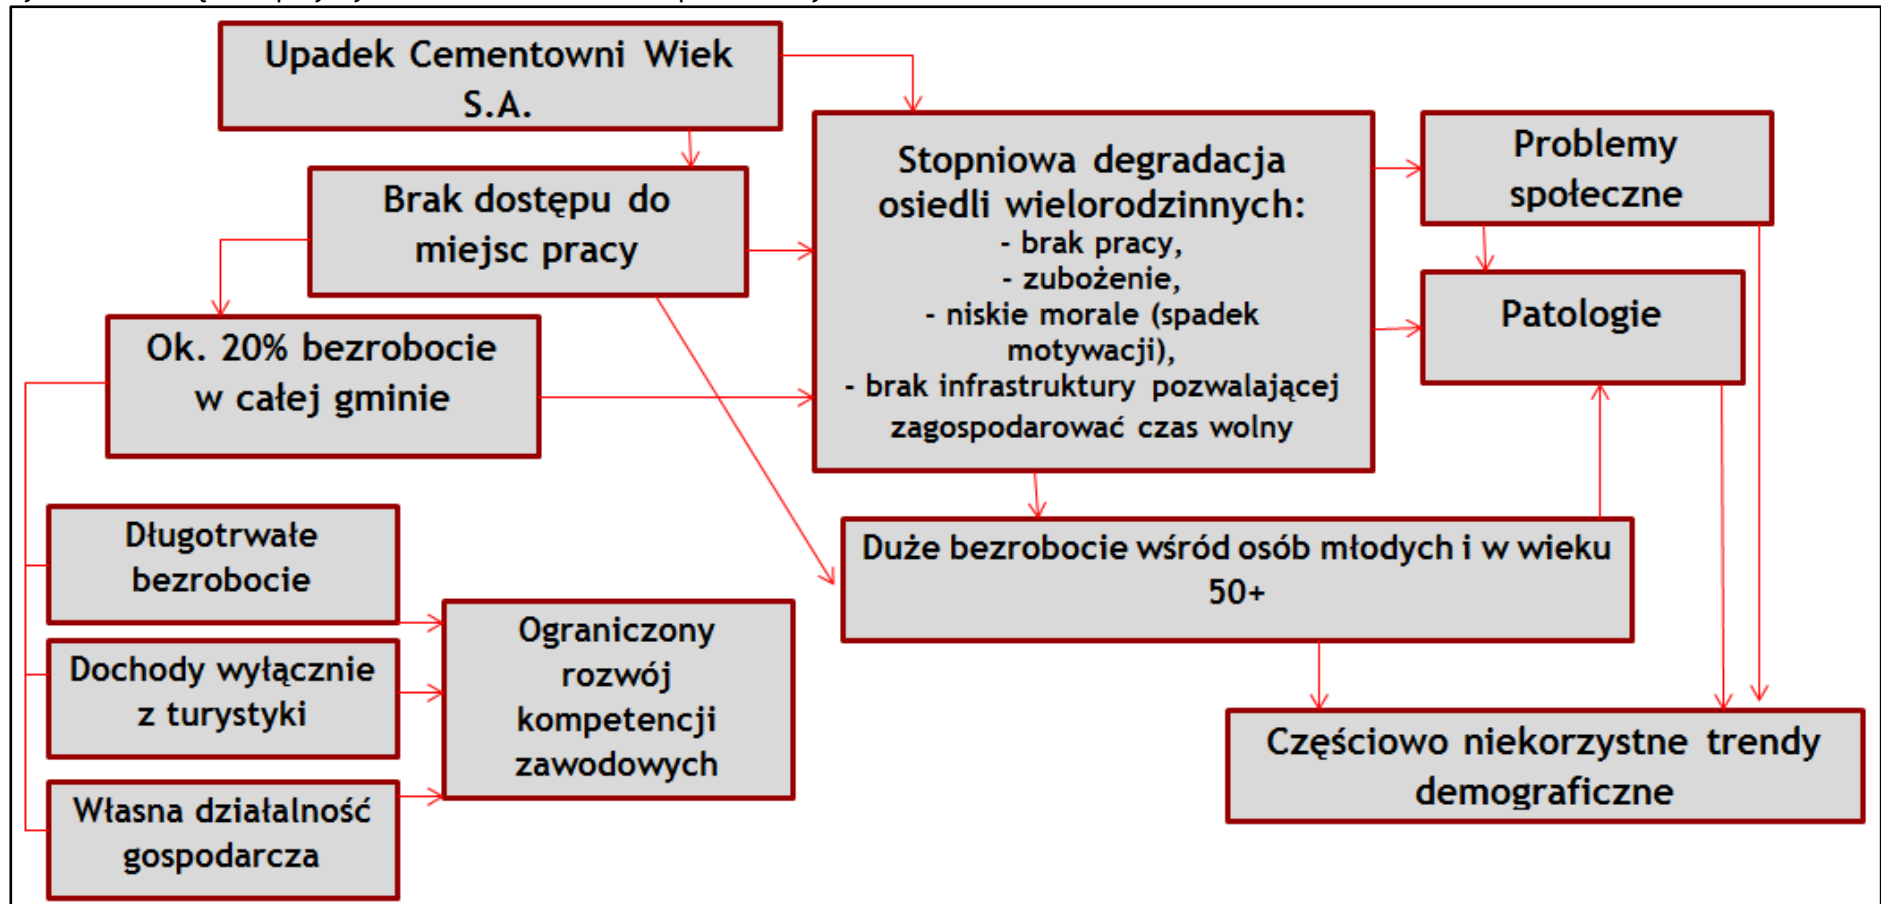 Upadek Cementowni Wiek
S.A.
Brak dostępu do
miejsc pracy
Ok. 20% bezrobocie
w całej gminie
Stopniowa degradacja
osiedli wielorodzinnych:
- brak pracy,
- zubożenie,
- niskie morale (spadek
motywacji),
- brak infrastruktury pozwalającej
zagospodarować czas wolny
Problemy
społeczne
Patologie
Duże bezrobocie wśród osób młodych i w wieku
50+
Długotrwałe
bezrobocie
Dochody wyłącznie
z turystyki
Własna działalność
gospodarcza
Ograniczony
rozwój
kompetencji
zawodowych
Częściowo niekorzystne trendy
demograficzne